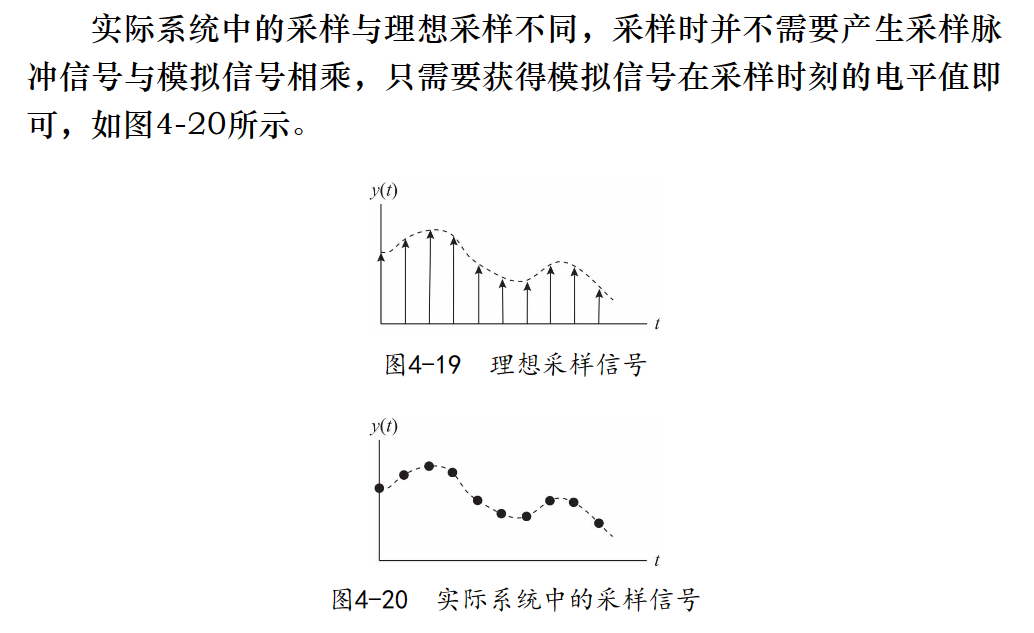 实际系统中的采样与理想采样不同，采样时并不需要产生采样脉
冲信号与模拟信号相乘，只需要获得模拟信号在采样时刻的电平值即
可，如图4-20所示。
y(t)
t
图4-19 理想采样信号
y(t)
t
图4-20 实际系统中的采样信号